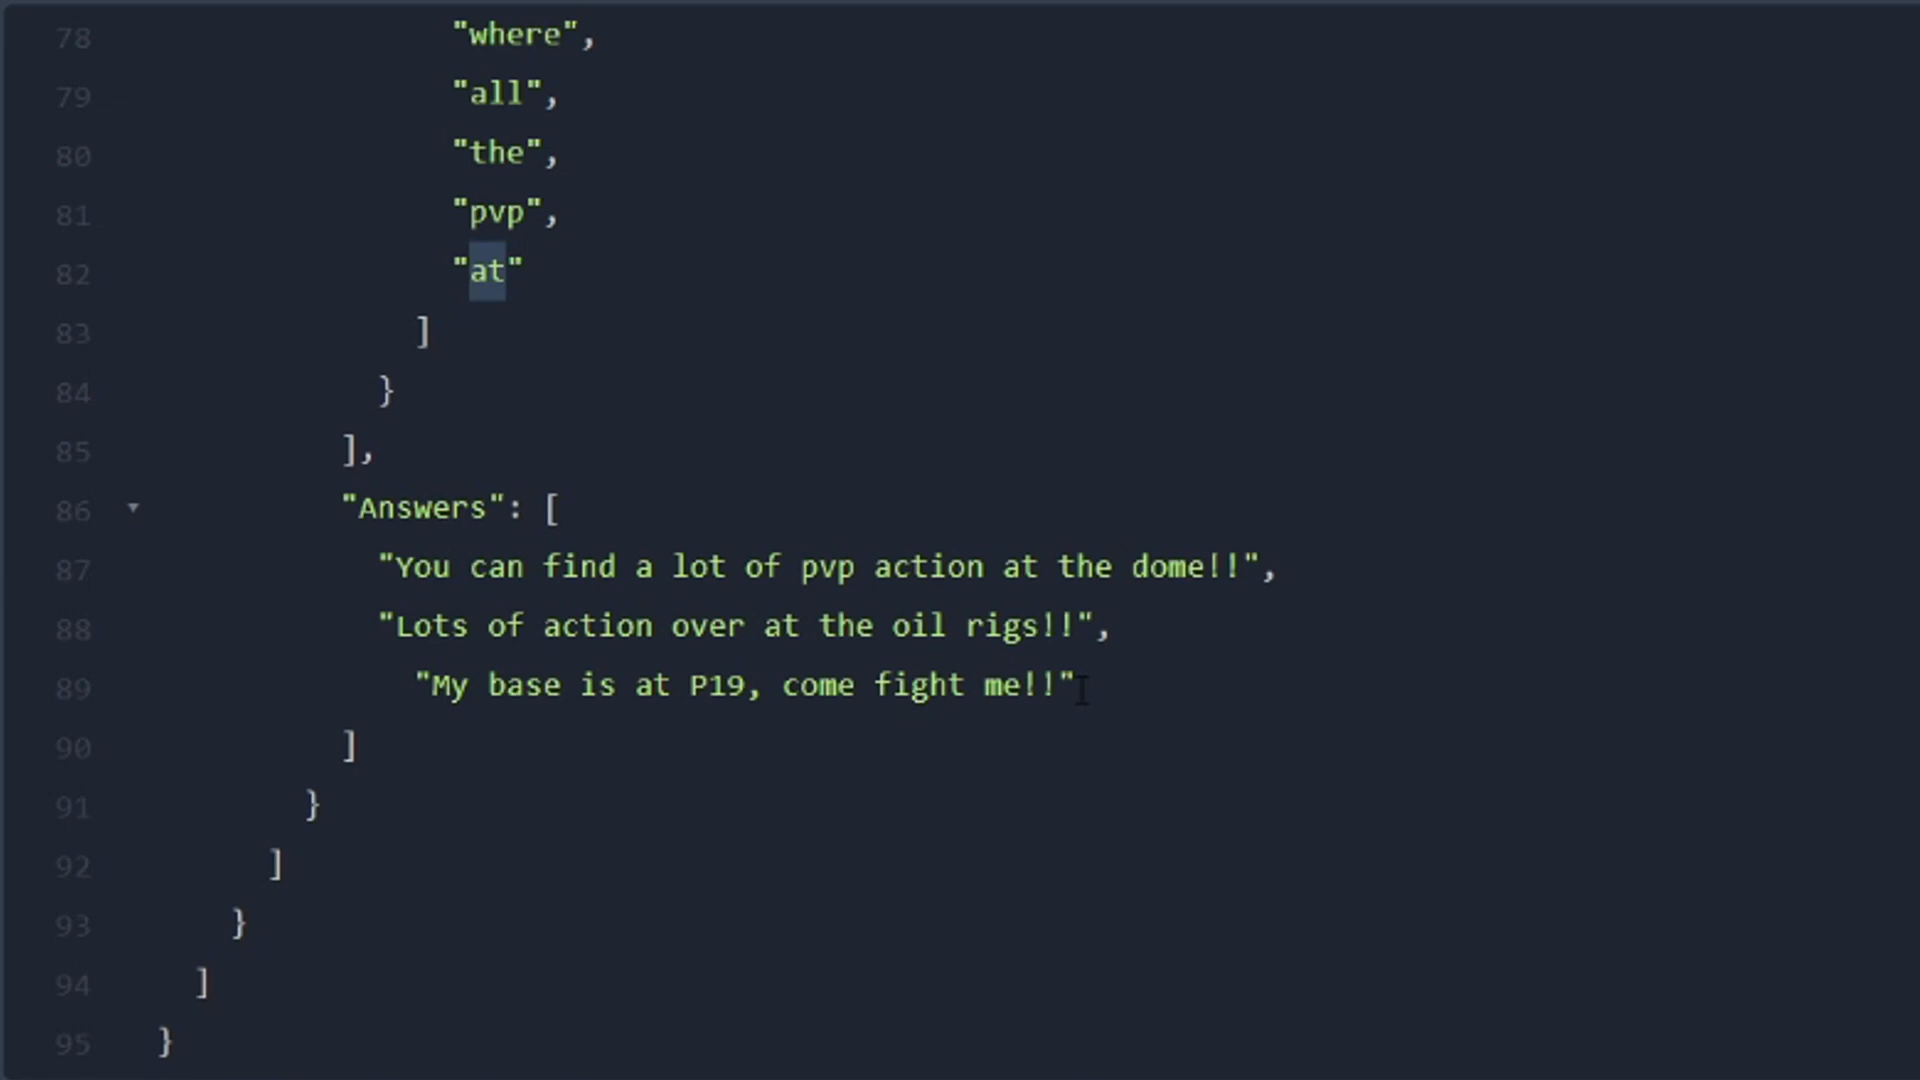 78 "where",
79 "all",
80 "the",
81 "pvp",
82 "at"
83 ]
84 }
85 ],
86 "Answers": [
87 "You can find a lot of pvp action at the dome!!",
88 "Lots of action over at the oil rigs!!",
89 "My base is at P19, come fight me!!"
90 ]
91 }
92 ]
93 }
94 ]
95 }